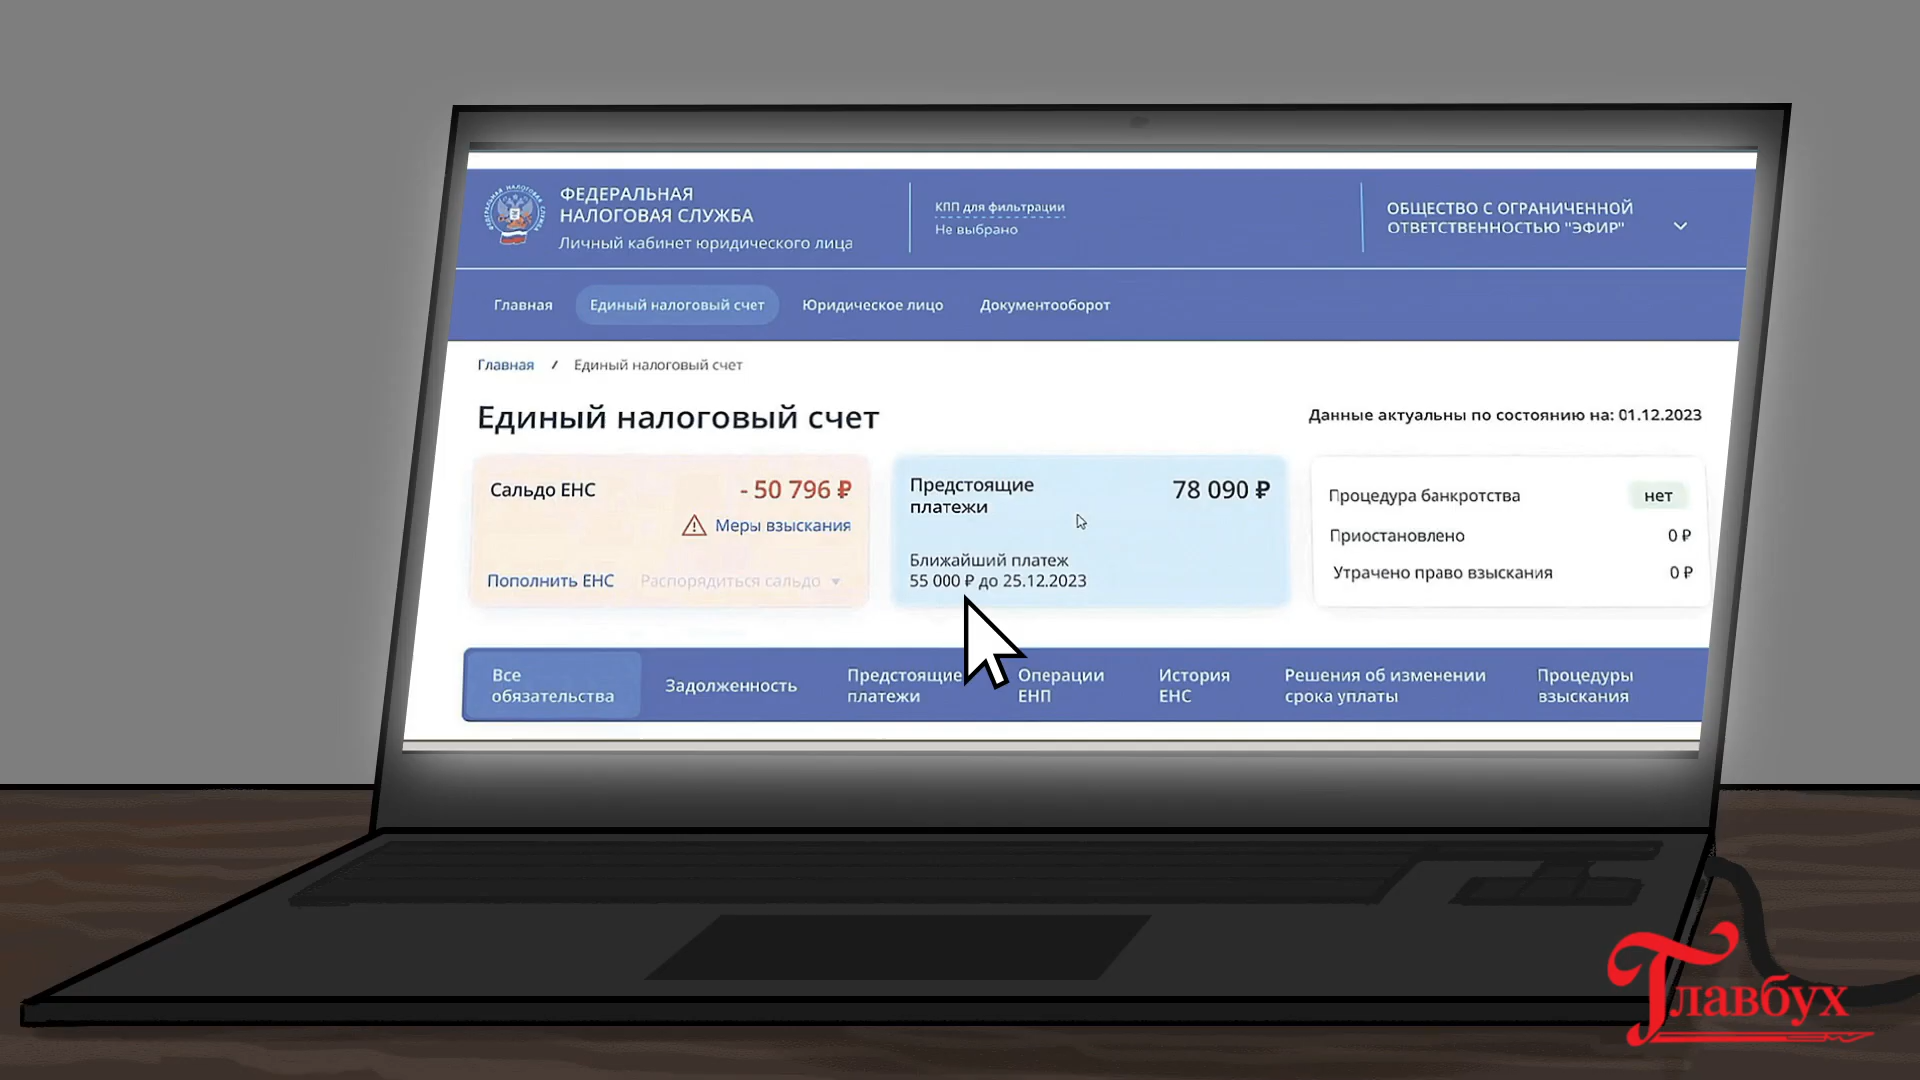 ФЕДЕРАЛЬНАЯ
НАЛОГОВАЯ СЛУЖБА
Личный кабинет юридического лица
КПП для фильтрации
Не выбрано
ОБЩЕСТВО С ОГРАНИЧЕННОЙ
ОТВЕТСТВЕННОСТЬЮ "ЭФИР"
Главная
Единый налоговый счет
Юридическое лицо
Документооборот
Главная / Единый налоговый счет
Единый налоговый счет
Данные актуальны по состоянию на: 01.12.2023
Сальдо ЕНС
- 50 796 ₽
Меры взыскания
Пополнить ЕНС
Распорядиться сальдо
Предстоящие
платежи
78 090 ₽
Ближайший платеж
55 000 ₽ до 25.12.2023
Процедура банкротства нет
Приостановлено 0 ₽
Утрачено право взыскания 0 ₽
Все
обязательства
Задолженность
Предстоящие
платежи
Операции
ЕНП
История
ЕНС
Решения об изменении
срока уплаты
Процедуры
взыскания
Главбух